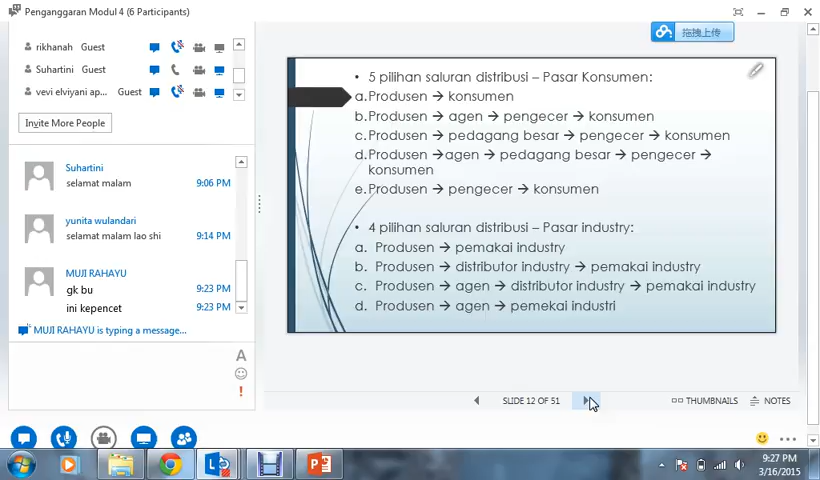 Penganggaran Modul 4 (6 Participants)
rikhanah Guest
Suhartini Guest
vevi elviyani ap... Guest
Invite More People
Suhartini
selamat malam 9:06 PM
yunita wulandari
selamat malam lao shi 9:14 PM
MUJI RAHAYU
gk bu 9:23 PM
ini kepencet 9:23 PM
MUJI RAHAYU is typing a message...
A
拖拽上传
• 5 pilihan saluran distribusi – Pasar Konsumen:
a. Produsen → konsumen
b. Produsen → agen → pengecer → konsumen
c. Produsen → pedagang besar → pengecer → konsumen
d. Produsen →agen → pedagang besar → pengecer →
konsumen
e. Produsen → pengecer → konsumen
• 4 pilihan saluran distribusi – Pasar industry:
a. Produsen → pemakai industry
b. Produsen → distributor industry → pemakai industry
c. Produsen → agen → distributor industry → pemakai industry
d. Produsen → agen → pemekai industri
SLIDE 12 OF 51
THUMBNAILS
NOTES
9:27 PM
3/16/2015